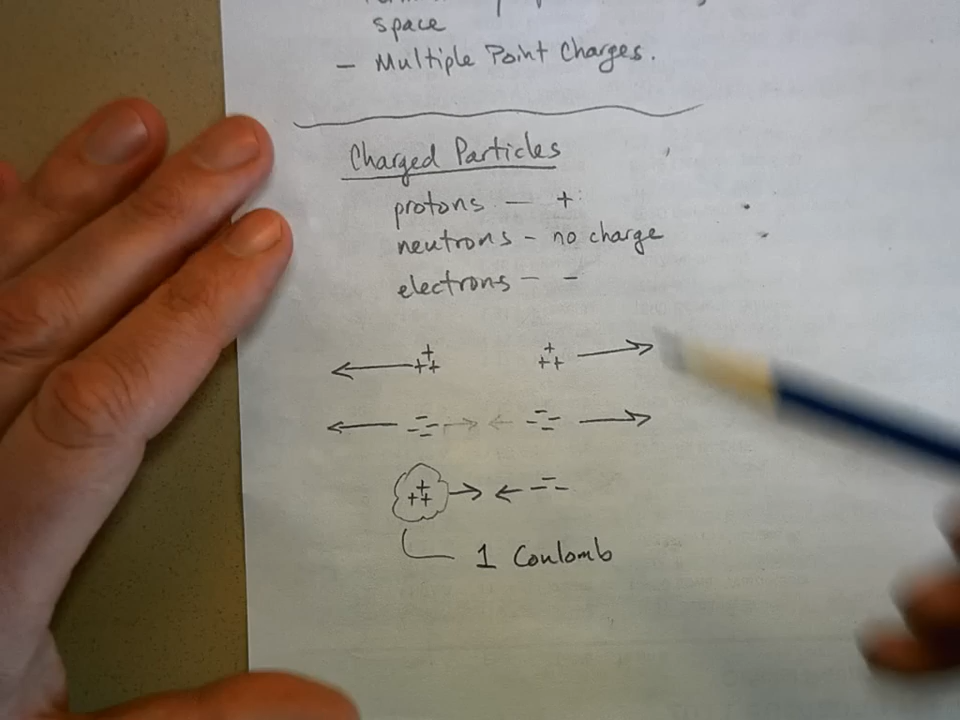 space
- Multiple Point Charges.
Charged Particles
protons - +
neutrons - no charge
electrons - -
+ ++ + ++
--- ---
+ ++ ---
1 Coulomb